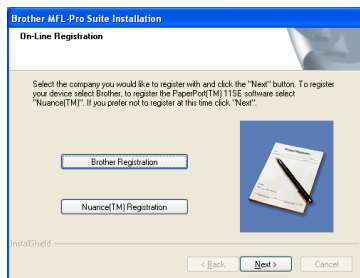 Brother MFL-Pro Suite Installation
On-Line Registration
Select the company you would like to register with and click the "Next" button. To register
your device select Brother, to register the PaperPort(TM) 11SE software select
"Nuance(TM)". If you prefer not to register at this time click "Next".
Brother Registration
Nuance(TM) Registration
Product Registration
InstallShield
< Back
Next >
Cancel